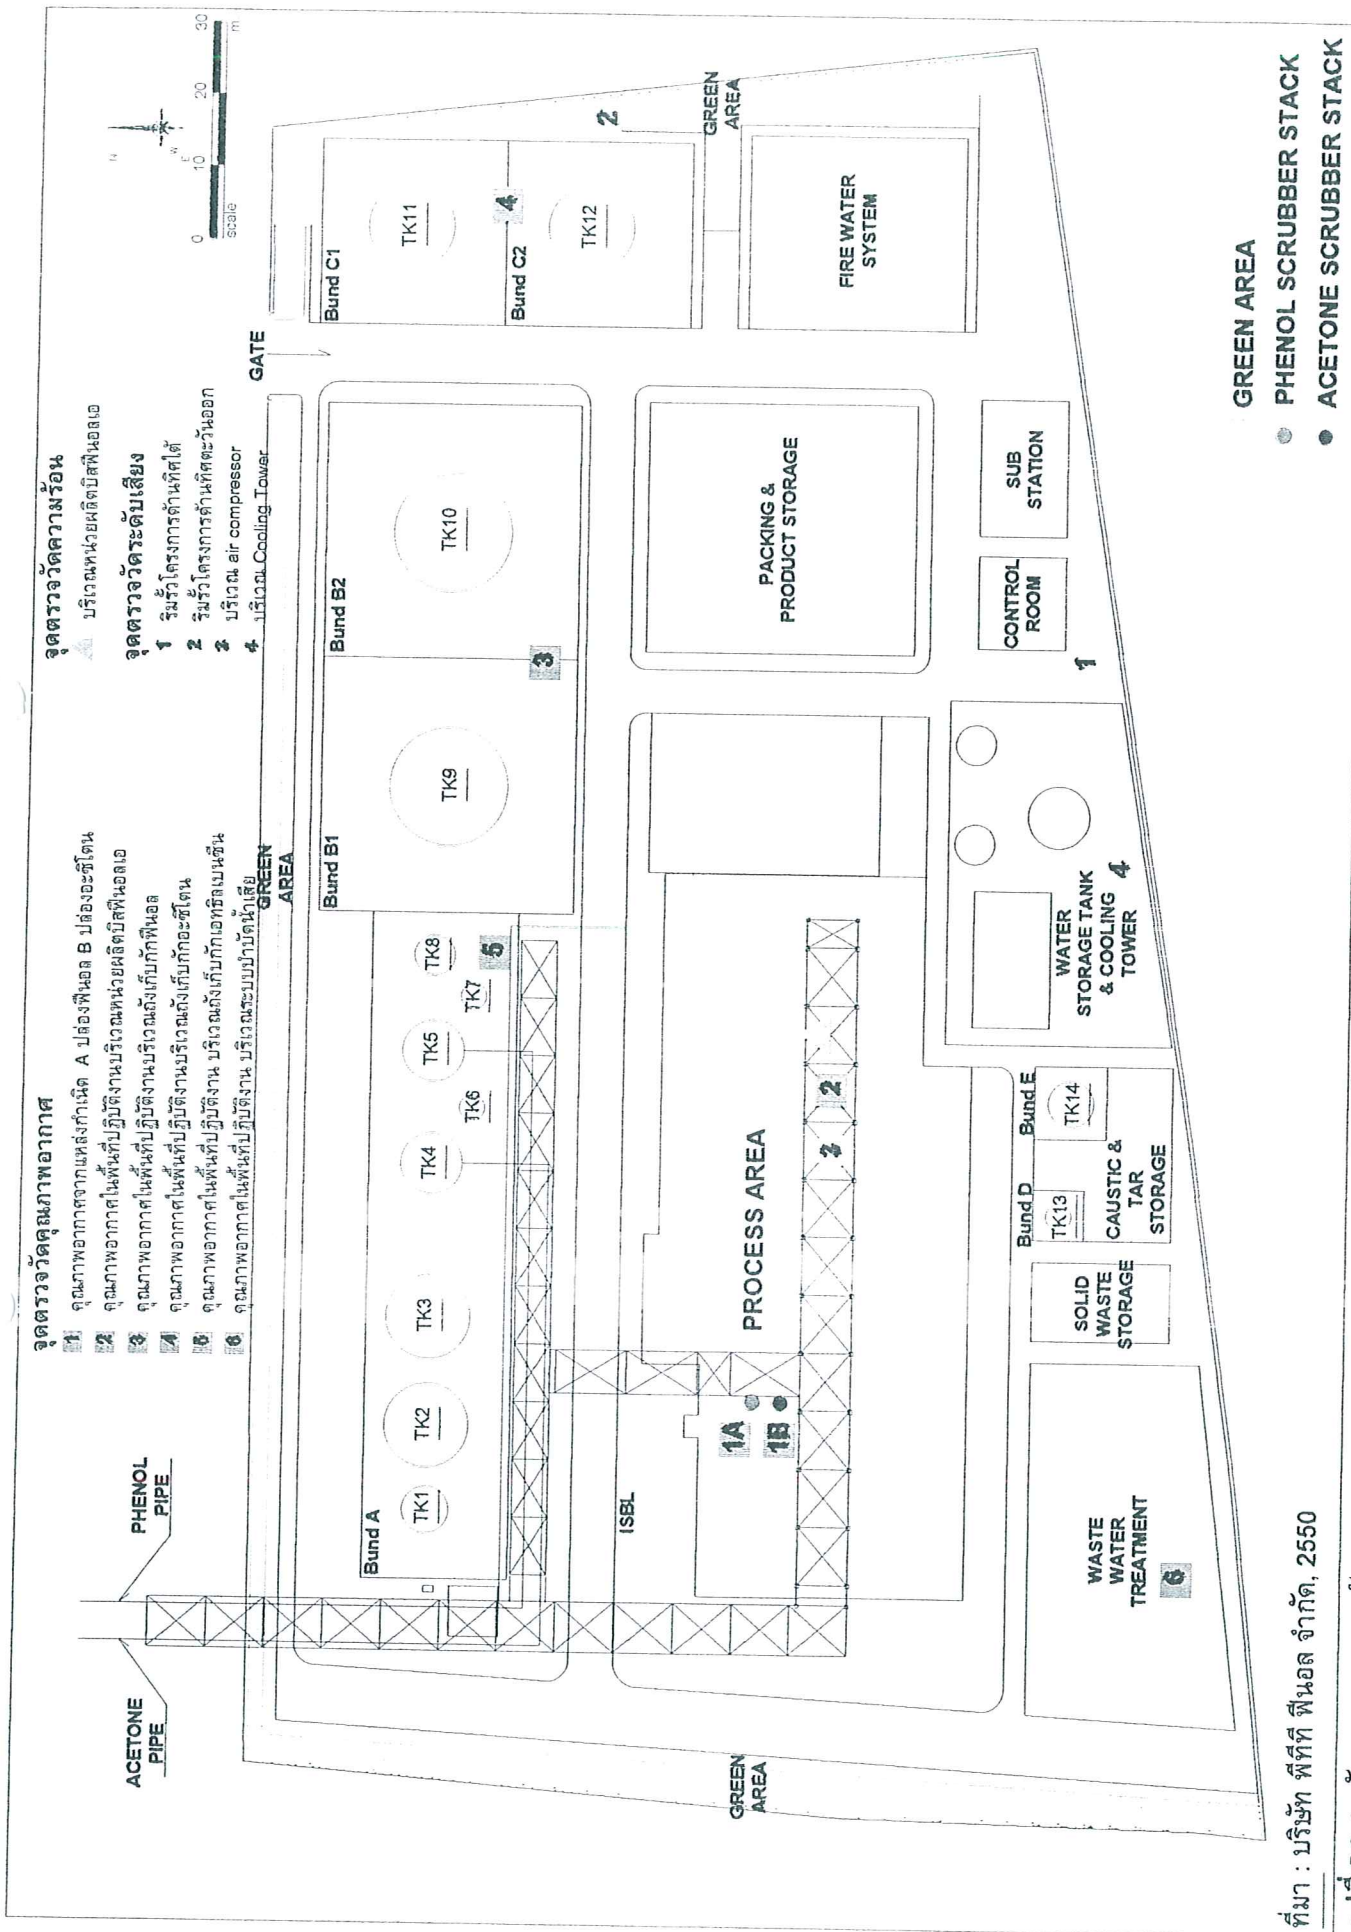 จุดตรวจวัดคุณภาพอากาศ
1 คุณภาพอากาศจากแหล่งกำเนิด A ปล่องฟีนอล B ปล่องอะซิโตน
2 คุณภาพอากาศในพื้นที่ปฏิบัติงานบริเวณหน่วยผลิตบิสฟีนอลเอ
3 คุณภาพอากาศในพื้นที่ปฏิบัติงานบริเวณถังเก็บกักฟีนอล
4 คุณภาพอากาศในพื้นที่ปฏิบัติงานบริเวณถังเก็บกักอะซิโตน
5 คุณภาพอากาศในพื้นที่ปฏิบัติงาน บริเวณถังเก็บกักเอทธิลเบนซีน
6 คุณภาพอากาศในพื้นที่ปฏิบัติงาน บริเวณระบบบำบัดน้ำเสีย
จุดตรวจวัดความร้อน
บริเวณหน่วยผลิตบิสฟีนอลเอ
จุดตรวจวัดระดับเสียง
1 ริมรั้วโครงการด้านทิศใต้
2 ริมรั้วโครงการด้านทิศตะวันออก
3 บริเวณ air compressor
4 บริเวณ Cooling Tower
N
W
E
0 10 20 30
scale
m
ACETONE
PIPE
PHENOL
PIPE
GREEN
AREA
GATE
Bund A
TK1
TK2
TK3
TK4
TK6
TK5
TK7
TK8
5
Bund B1
TK9
3
Bund B2
TK10
Bund C1
TK11
4
Bund C2
TK12
2
GREEN
AREA
ISBL
1A
1B
PROCESS AREA
3
2
PACKING &
PRODUCT STORAGE
FIRE WATER
SYSTEM
GREEN
AREA
WASTE
WATER
TREATMENT
6
SOLID
WASTE
STORAGE
Bund D
TK13
Bund E
TK14
CAUSTIC &
TAR
STORAGE
WATER
STORAGE TANK
& COOLING
TOWER
4
1
CONTROL
ROOM
SUB
STATION
GREEN AREA
PHENOL SCRUBBER STACK
ACETONE SCRUBBER STACK
ที่มา : บริษัท พีทีที ฟีนอล จำกัด, 2550